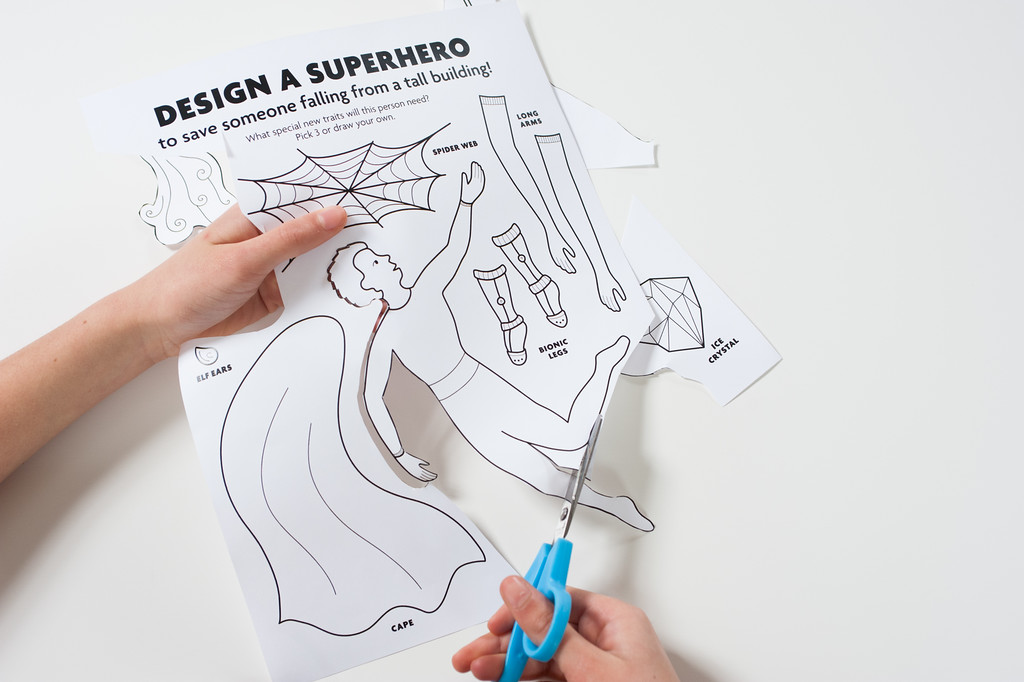 DESIGN A SUPERHERO
to save someone falling from a tall building!
What special new traits will this person need?
Pick 3 or draw your own.
SPIDER WEB
LONG
ARMS
BIONIC
LEGS
ICE
CRYSTAL
ELF EARS
CAPE